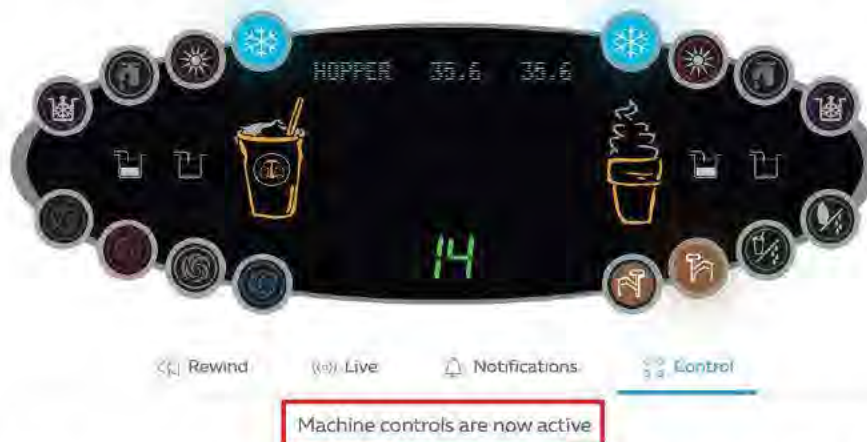 HOPPER 35.6 35.6
14
Rewind Live Notifications Control
Machine controls are now active